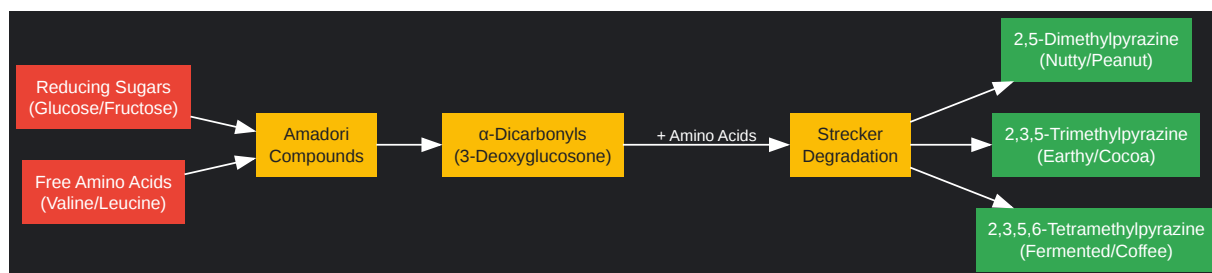 Reducing Sugars
(Glucose/Fructose)
Free Amino Acids
(Valine/Leucine)
Amadori
Compounds
α-Dicarbonyls
(3-Deoxyglucosone)
+ Amino Acids
Strecker
Degradation
2,5-Dimethylpyrazine
(Nutty/Peanut)
2,3,5-Trimethylpyrazine
(Earthy/Cocoa)
2,3,5,6-Tetramethylpyrazine
(Fermented/Coffee)